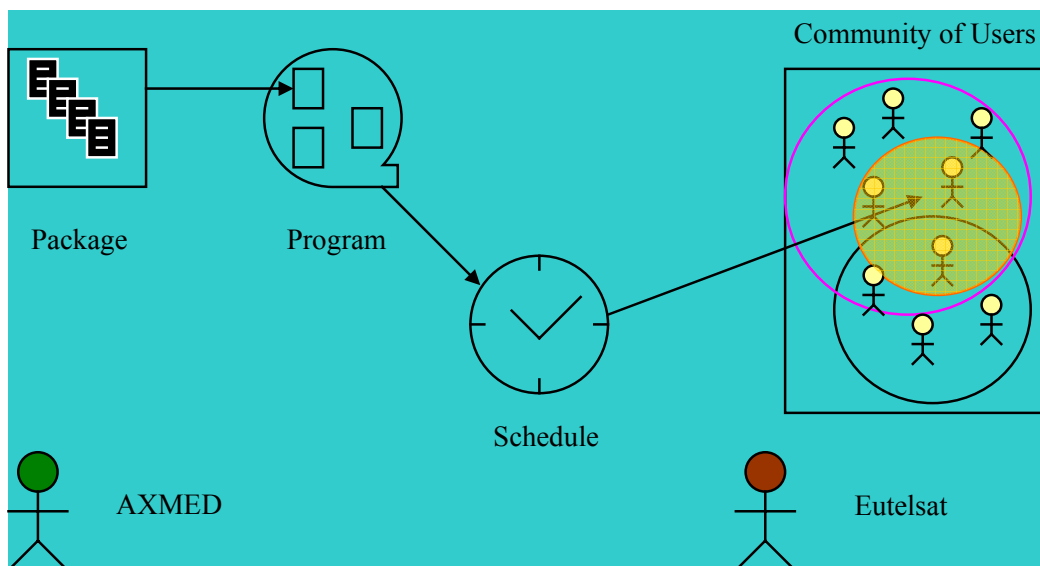 Community of Users
Package
Program
Schedule
AXMED
Eutelsat